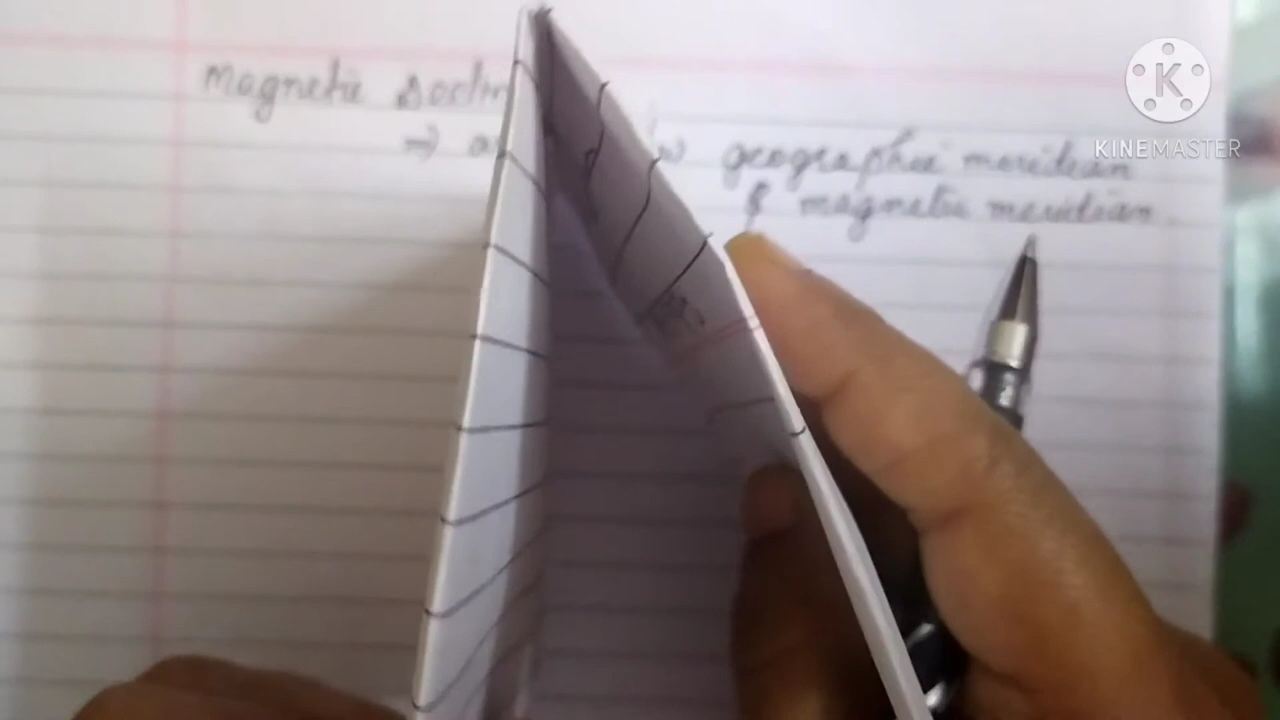 magnetic
⇒ geographic meridian
& magnetic meridian
K
KINEMASTER